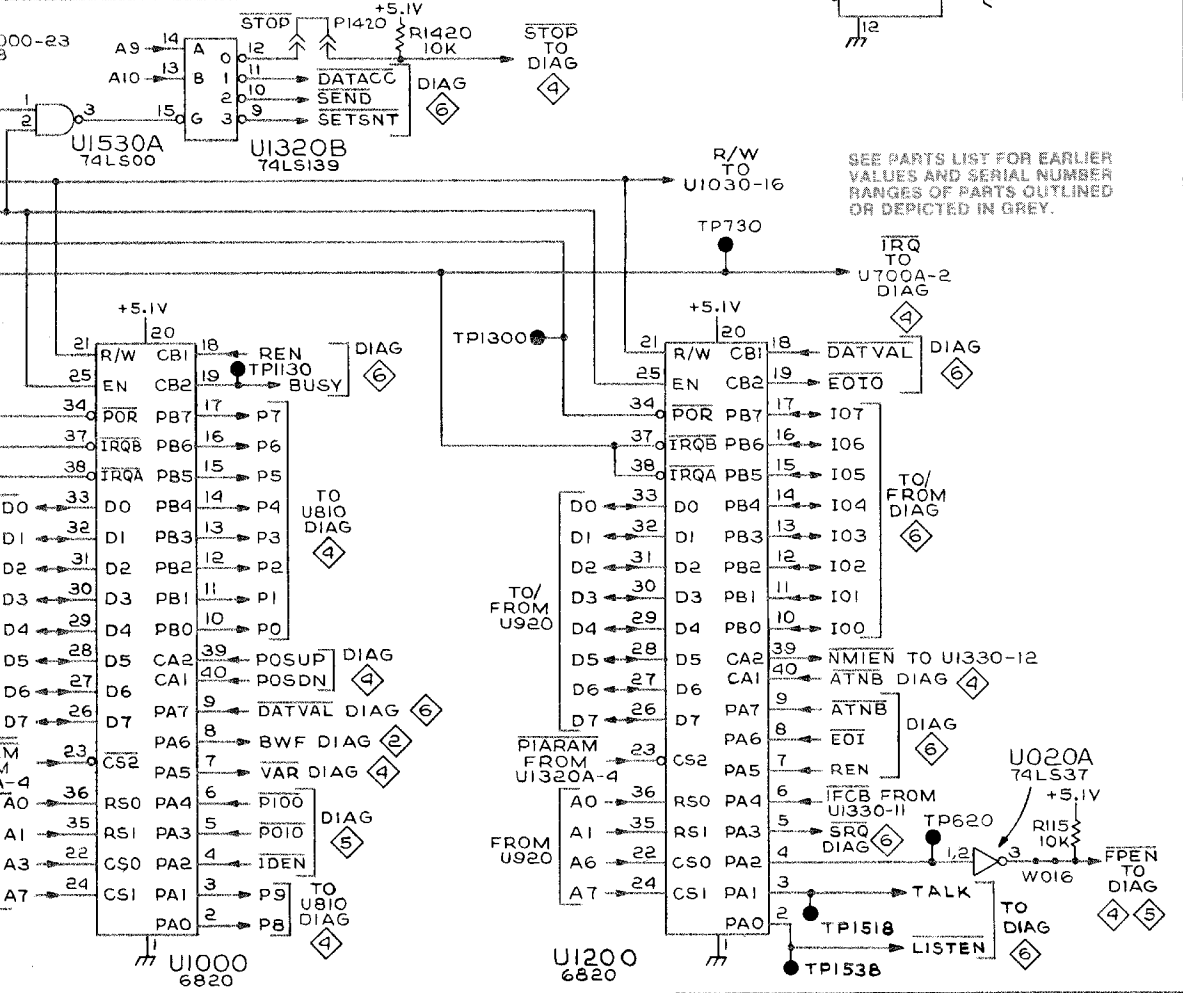 +5.1V
12
STOP
P1420
000-23
A9
14
A
0
12
R1420
10K
STOP
TO
DIAG
4
A10
13
B
1
11
DATACC
2
10
SEND
DIAG
6
1
2
3
15
G
3
9
SETSNT
U1530A
74LS00
U1320B
74LS139
R/W
TO
U1030-16
SEE PARTS LIST FOR EARLIER
VALUES AND SERIAL NUMBER
RANGES OF PARTS OUTLINED
OR DEPICTED IN GREY.
TP730
IRQ
TO
U700A-2
DIAG
4
+5.1V
20
21 R/W CB1 18 REN
TP1130
25 EN CB2 19 BUSY
DIAG
6
34 POR PB7 17 P7
37 IRQB PB6 16 P6
38 IRQA PB5 15 P5
D0 33 D0 PB4 14 P4
D1 32 D1 PB3 13 P3
D2 31 D2 PB2 12 P2
D3 30 D3 PB1 11 P1
D4 29 D4 PB0 10 P0
TO
U810
DIAG
4
D5 28 D5 CA2 39 POSUP
D6 27 D6 CA1 40 POSDN
DIAG
4
D7 26 D7 PA7 9 DATVAL DIAG 6
PA6 8 BWF DIAG 2
23 CS2 PA5 7 VAR DIAG 4
A-4
A0 36 RS0 PA4 6 P100
A1 35 RS1 PA3 5 P010
A3 22 CS0 PA2 4 IDEN
DIAG
5
A7 24 CS1 PA1 3 P9
PA0 2 P8
TO
U810
DIAG
4
1
U1000
6820
TP1300
+5.1V
20
21 R/W CB1 18 DATVAL
25 EN CB2 19 EOTO
DIAG
6
34 POR PB7 17 IO7
37 IRQB PB6 16 IO6
38 IRQA PB5 15 IO5
D0 33 D0 PB4 14 IO4
D1 32 D1 PB3 13 IO3
D2 31 D2 PB2 12 IO2
D3 30 D3 PB1 11 IO1
D4 29 D4 PB0 10 IO0
TO/
FROM
DIAG
6
TO/
FROM
U920
D5 28 D5 CA2 39 NMIEN TO U1330-12
D6 27 D6 CA1 40 ATNB DIAG 4
D7 26 D7 PA7 9 ATNB
PA6 8 EOI
PA5 7 REN
DIAG
6
PIARAM
FROM
U1320A-4
23 CS2
A0 36 RS0 PA4 6 IFCB FROM
U1330-11
A1 35 RS1 PA3 5 SRQ
DIAG 6
FROM
U920
A6 22 CS0 PA2 4
A7 24 CS1 PA1 3 TALK
PA0 2 LISTEN
TO
DIAG
6
TP620
U020A
74LS37
+5.1V
R115
10K
1,2
3
W016
FPEN
TO
DIAG
4 5
TP1518
TP1538
1
U1200
6820